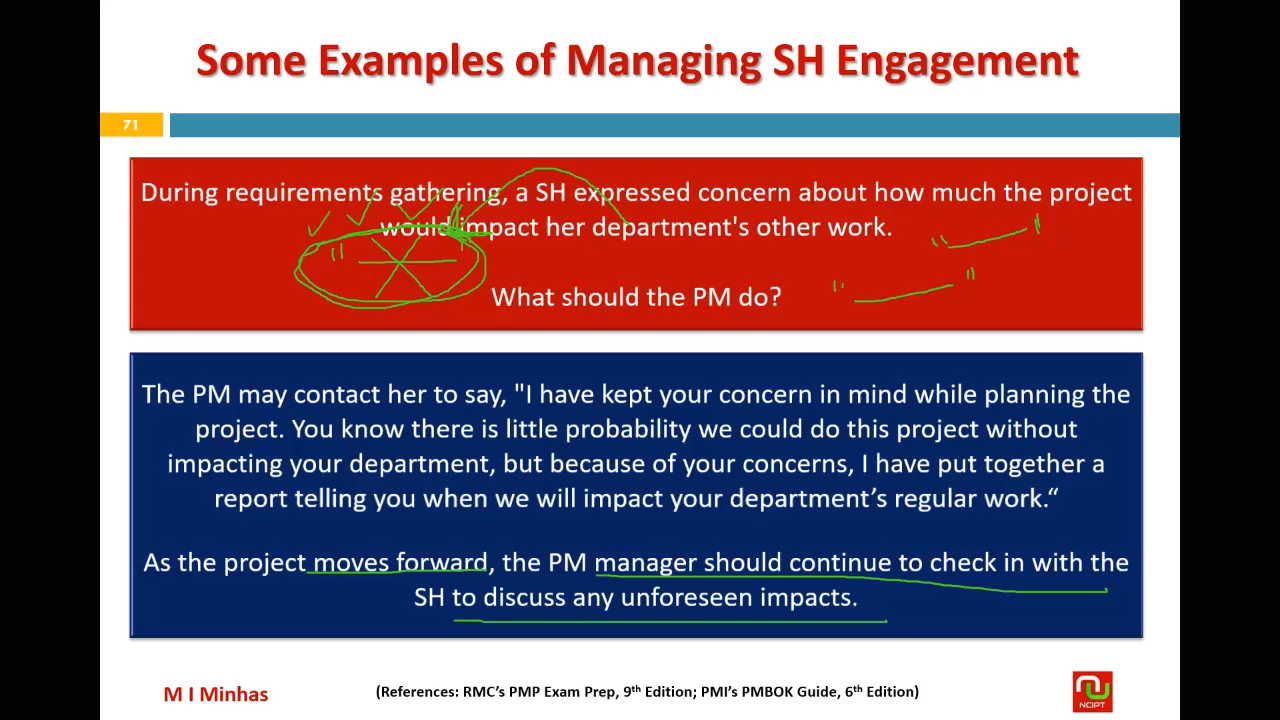 Some Examples of Managing SH Engagement
71
During requirements gathering, a SH expressed concern about how much the project
would impact her department's other work.
What should the PM do?
The PM may contact her to say, "I have kept your concern in mind while planning the
project. You know there is little probability we could do this project without
impacting your department, but because of your concerns, I have put together a
report telling you when we will impact your department’s regular work.“
As the project moves forward, the PM manager should continue to check in with the
SH to discuss any unforeseen impacts.
M I Minhas
(References: RMC’s PMP Exam Prep, 9th Edition; PMI’s PMBOK Guide, 6th Edition)
NCIPT